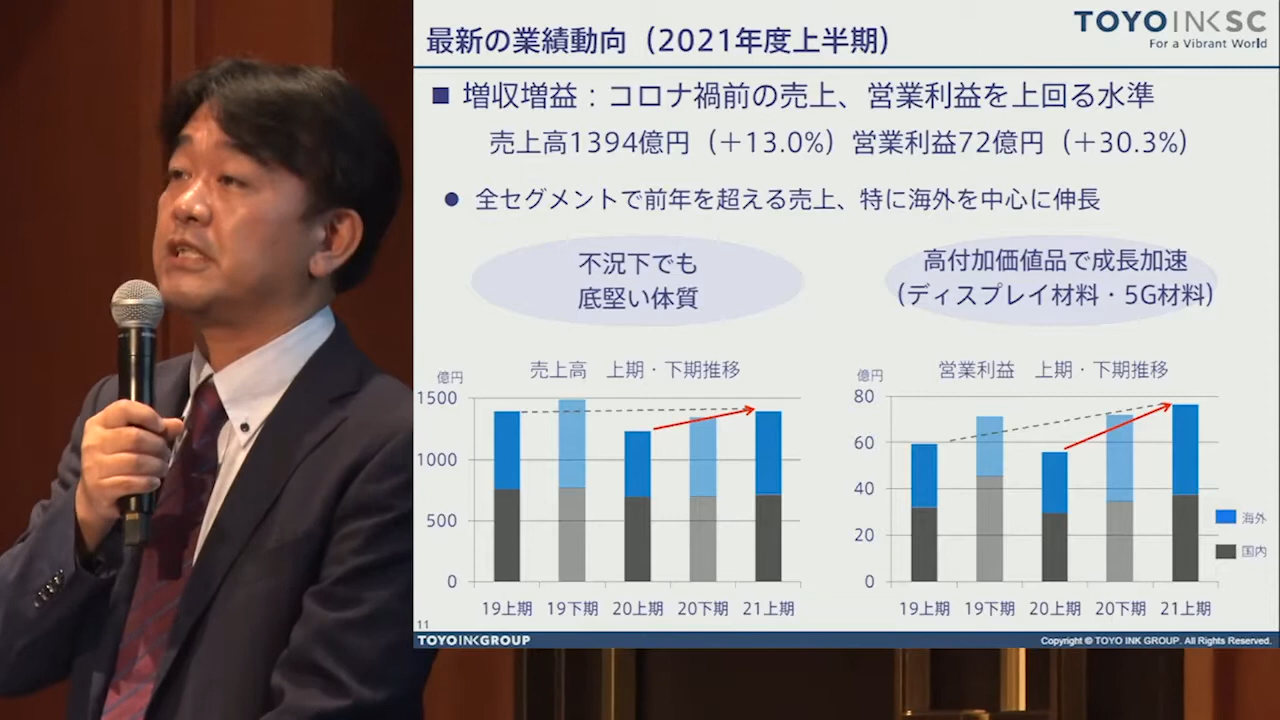 最新の業績動向（2021年度上半期）
TOYO INK SC
For a Vibrant World
■ 増収増益：コロナ禍前の売上、営業利益を上回る水準
売上高1394億円（＋13.0%）営業利益72億円（＋30.3%）
● 全セグメントで前年を超える売上、特に海外を中心に伸長
不況下でも
底堅い体質
高付加価値品で成長加速
（ディスプレイ材料・5G材料）
売上高　上期・下期推移
億円
1500
1000
500
0
19上期 19下期 20上期 20下期 21上期
営業利益　上期・下期推移
億円
80
60
40
20
0
19上期 19下期 20上期 20下期 21上期
海外
国内
11
TOYO INK GROUP
Copyright © TOYO INK GROUP. All Rights Reserved.